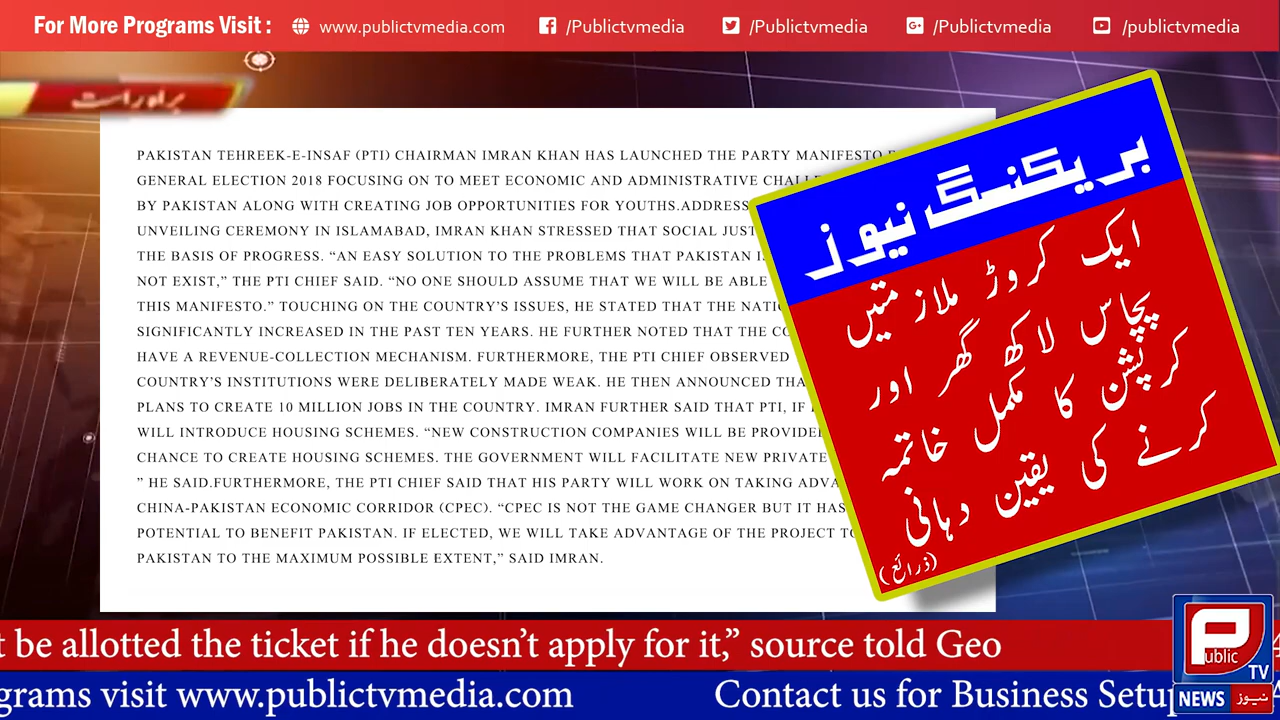 For More Programs Visit : www.publictvmedia.com /Publictvmedia /Publictvmedia /Publictvmedia /publictvmedia
براہ راست
PAKISTAN TEHREEK-E-INSAF (PTI) CHAIRMAN IMRAN KHAN HAS LAUNCHED THE PARTY MANIFESTO
GENERAL ELECTION 2018 FOCUSING ON TO MEET ECONOMIC AND ADMINISTRATIVE
BY PAKISTAN ALONG WITH CREATING JOB OPPORTUNITIES FOR YOUTHS.ADDRESS
UNVEILING CEREMONY IN ISLAMABAD, IMRAN KHAN STRESSED THAT SOCIAL JUST
THE BASIS OF PROGRESS. “AN EASY SOLUTION TO THE PROBLEMS THAT PAKISTAN
NOT EXIST,” THE PTI CHIEF SAID. “NO ONE SHOULD ASSUME THAT WE WILL BE ABLE
THIS MANIFESTO.” TOUCHING ON THE COUNTRY’S ISSUES, HE STATED THAT THE
SIGNIFICANTLY INCREASED IN THE PAST TEN YEARS. HE FURTHER NOTED THAT THE
HAVE A REVENUE-COLLECTION MECHANISM. FURTHERMORE, THE PTI CHIEF OBSERVED
COUNTRY’S INSTITUTIONS WERE DELIBERATELY MADE WEAK. HE THEN ANNOUNCED
PLANS TO CREATE 10 MILLION JOBS IN THE COUNTRY. IMRAN FURTHER SAID THAT PTI, IF
WILL INTRODUCE HOUSING SCHEMES. “NEW CONSTRUCTION COMPANIES WILL BE
CHANCE TO CREATE HOUSING SCHEMES. THE GOVERNMENT WILL FACILITATE NEW PRIVATE
” HE SAID.FURTHERMORE, THE PTI CHIEF SAID THAT HIS PARTY WILL WORK ON TAKING
CHINA-PAKISTAN ECONOMIC CORRIDOR (CPEC). “CPEC IS NOT THE GAME CHANGER BUT IT HAS
POTENTIAL TO BENEFIT PAKISTAN. IF ELECTED, WE WILL TAKE ADVANTAGE OF THE PROJECT
PAKISTAN TO THE MAXIMUM POSSIBLE EXTENT,” SAID IMRAN.
بریکنگ نیوز
ایک کروڑ ملازمتیں
پچاس لاکھ گھر اور
کرپشن کا مکمل خاتمہ
کرنے کی یقین دہانی
(ذرائع)
t be allotted the ticket if he doesn’t apply for it,” source told Geo
grams visit www.publictvmedia.com Contact us for Business Setup
Public TV
NEWS نیوز